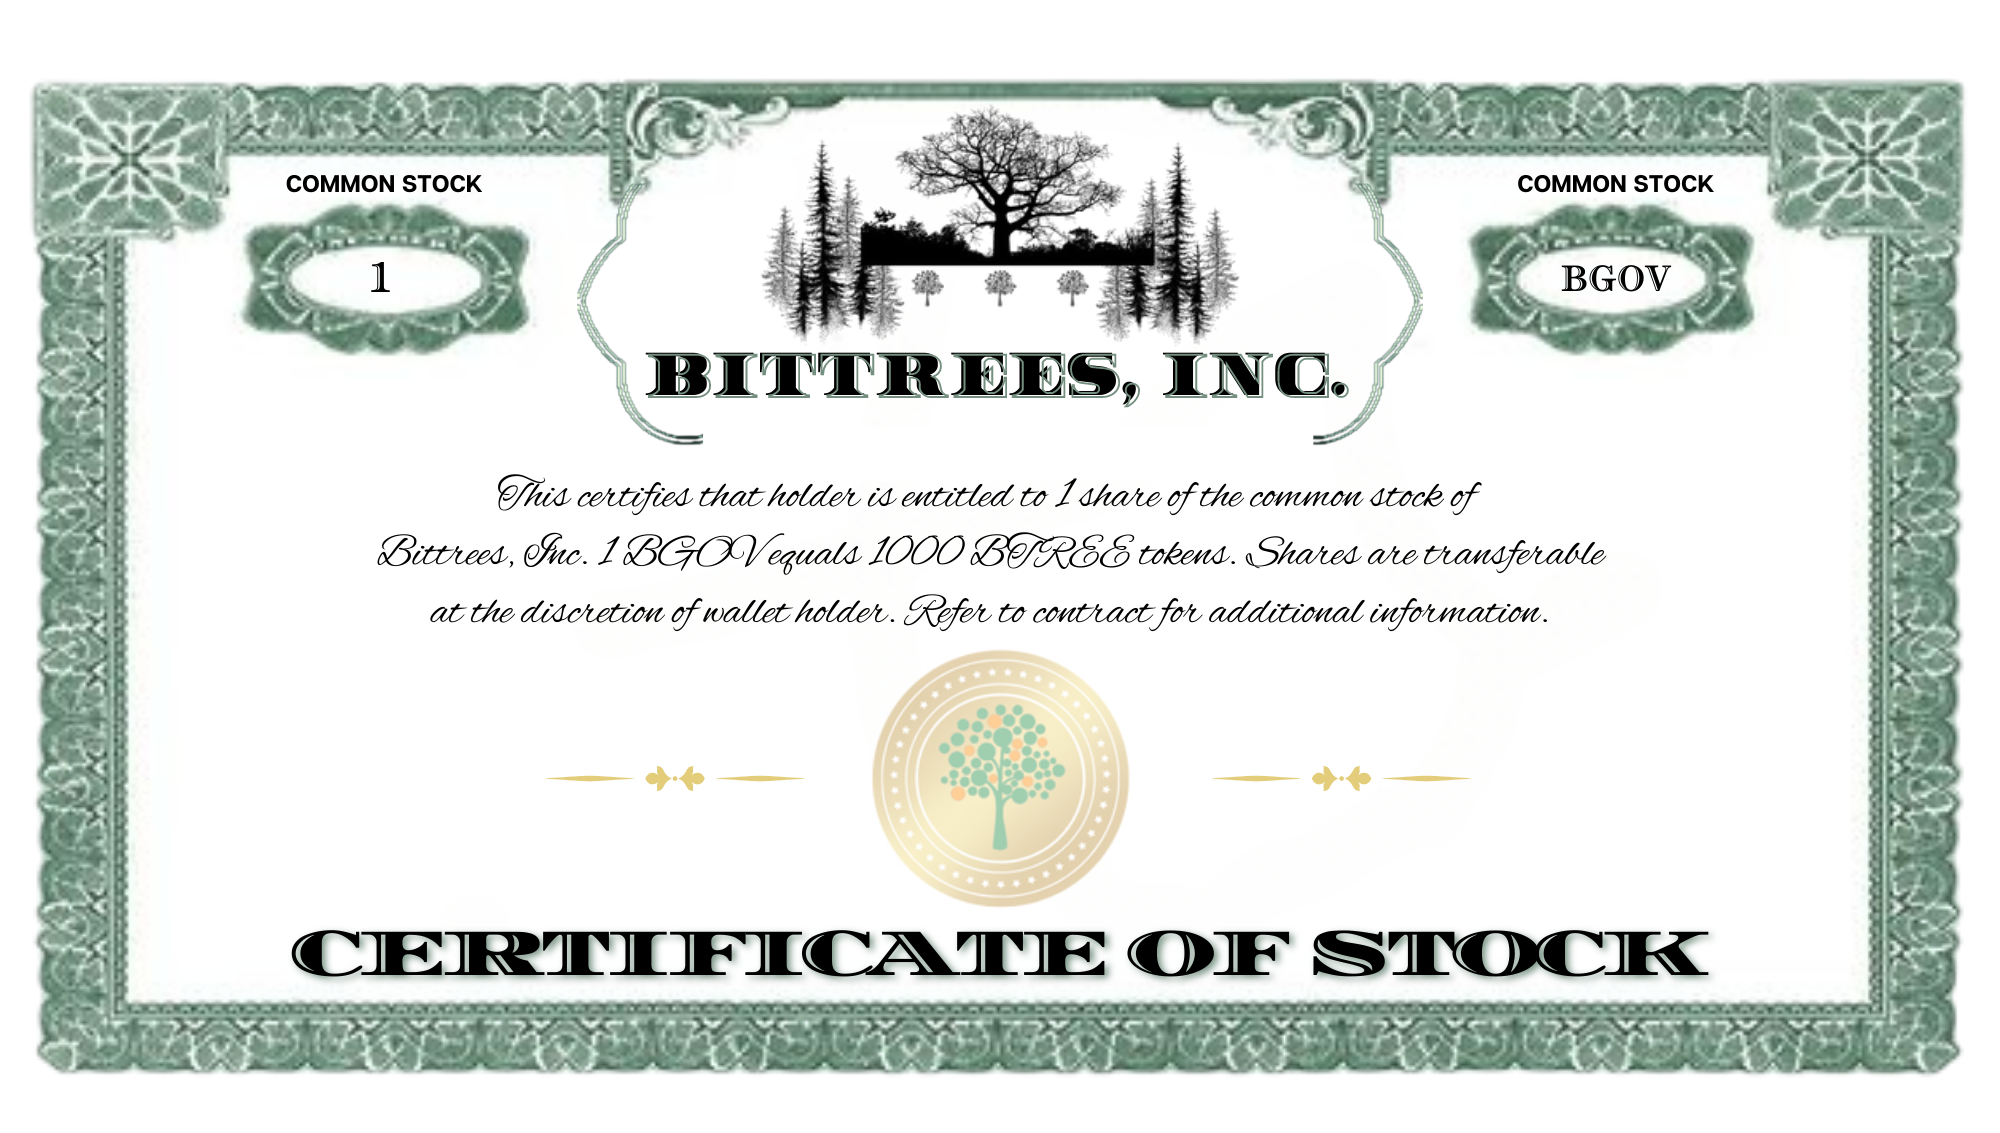 COMMON STOCK
COMMON STOCK
1
BGOV
BITTREES, INC.
This certifies that holder is entitled to 1 share of the common stock of
Bittrees, Inc. 1 BGOV equals 1000 BTREE tokens. Shares are transferable
at the discretion of wallet holder. Refer to contract for additional information.
CERTIFICATE OF STOCK